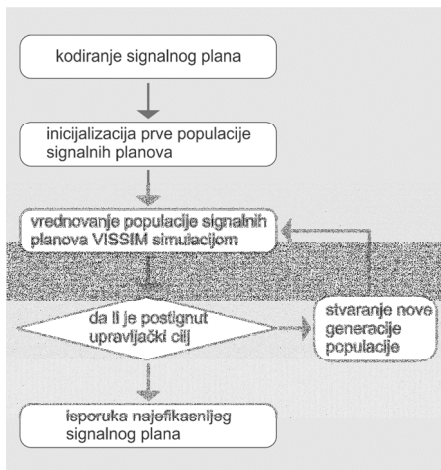 kodiranje signalnog plana
inicijalizacija prve populacije
signalnih planova
vrednovanje populacije signalnih
planova VISSIM simulacijom
da li je postignut
upravljački cilj
stvaranje nove
generacije
populacije
isporuka najefikasnijeg
signalnog plana